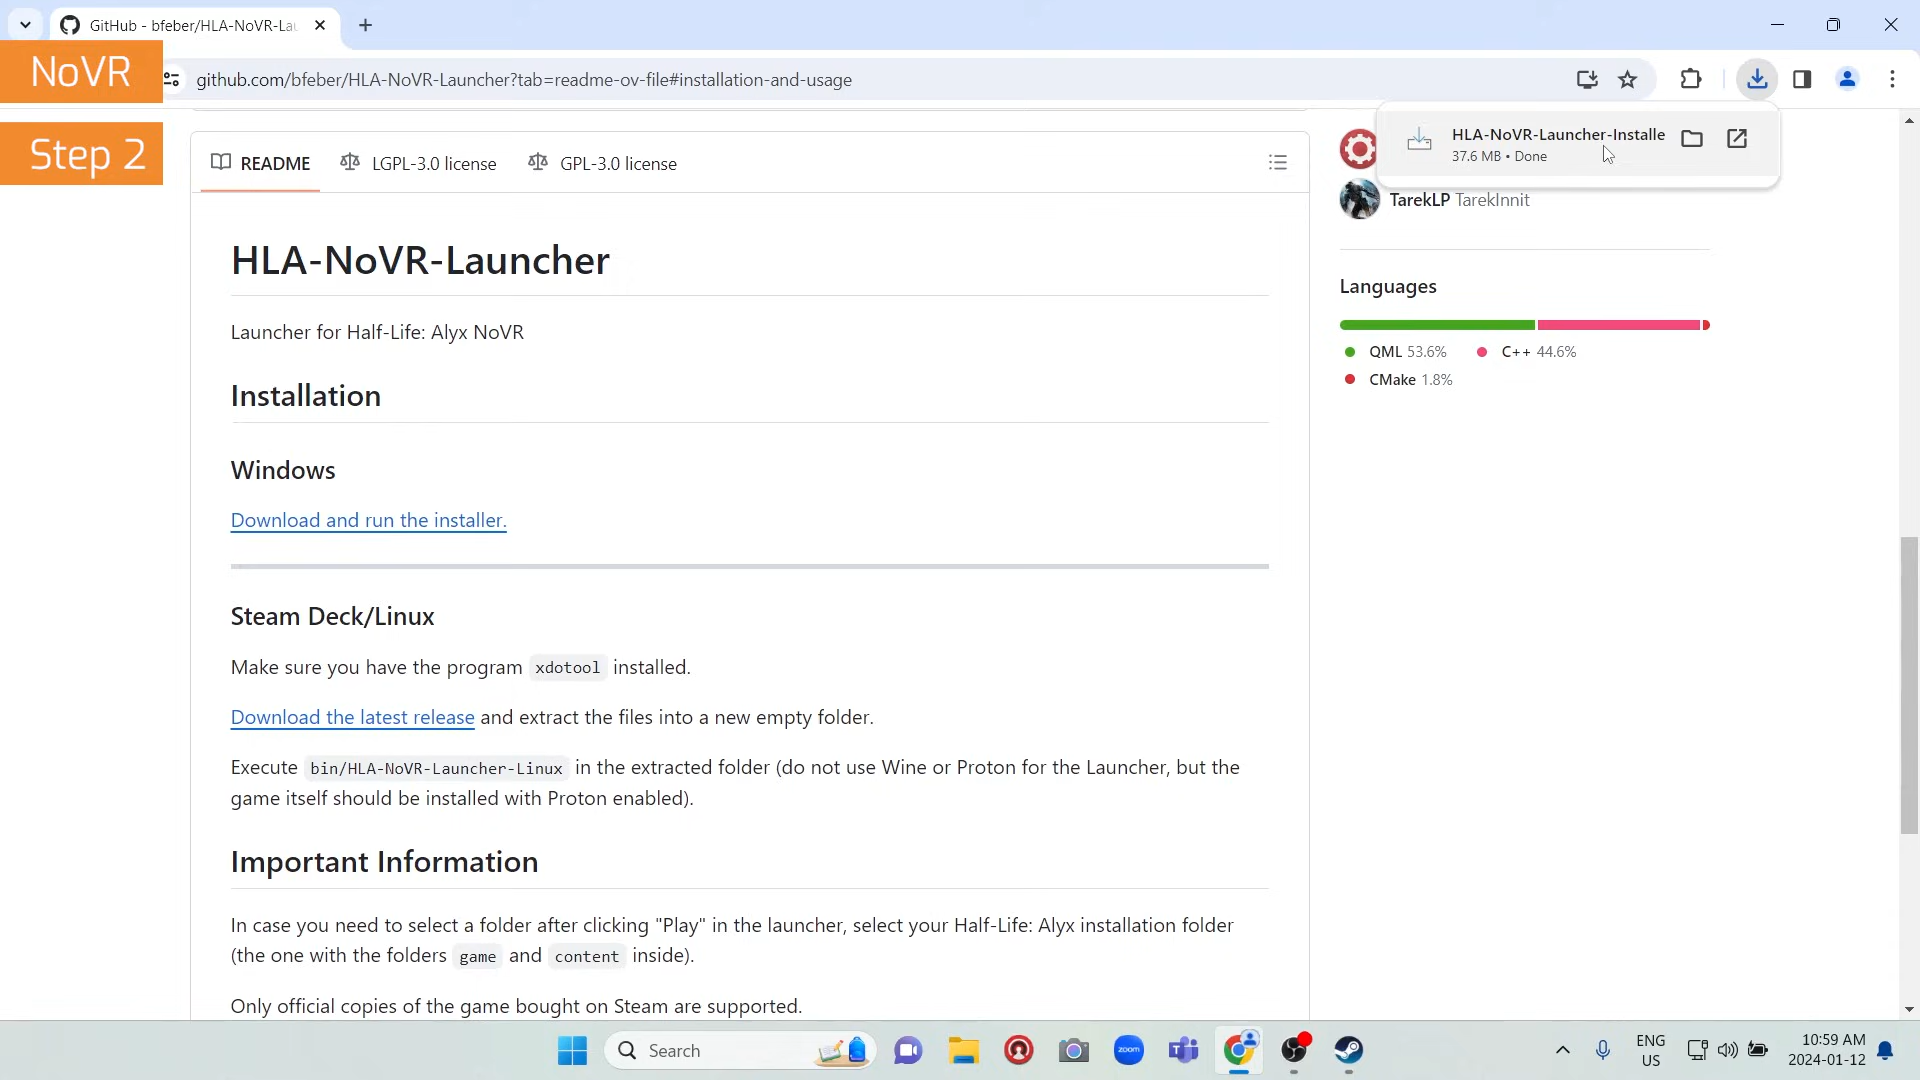 GitHub - bfeber/HLA-NoVR-La
NoVR
github.com/bfeber/HLA-NoVR-Launcher?tab=readme-ov-file#installation-and-usage
HLA-NoVR-Launcher-Installe
37.6 MB • Done
Step 2
README
LGPL-3.0 license
GPL-3.0 license
TarekLP TarekInnit
HLA-NoVR-Launcher
Launcher for Half-Life: Alyx NoVR
Languages
QML 53.6%
C++ 44.6%
CMake 1.8%
Installation
Windows
Download and run the installer.
Steam Deck/Linux
Make sure you have the program xdotool installed.
Download the latest release and extract the files into a new empty folder.
Execute bin/HLA-NoVR-Launcher-Linux in the extracted folder (do not use Wine or Proton for the Launcher, but the
game itself should be installed with Proton enabled).
Important Information
In case you need to select a folder after clicking "Play" in the launcher, select your Half-Life: Alyx installation folder
(the one with the folders game and content inside).
Only official copies of the game bought on Steam are supported.
Search
zoom
ENG
US
10:59 AM
2024-01-12